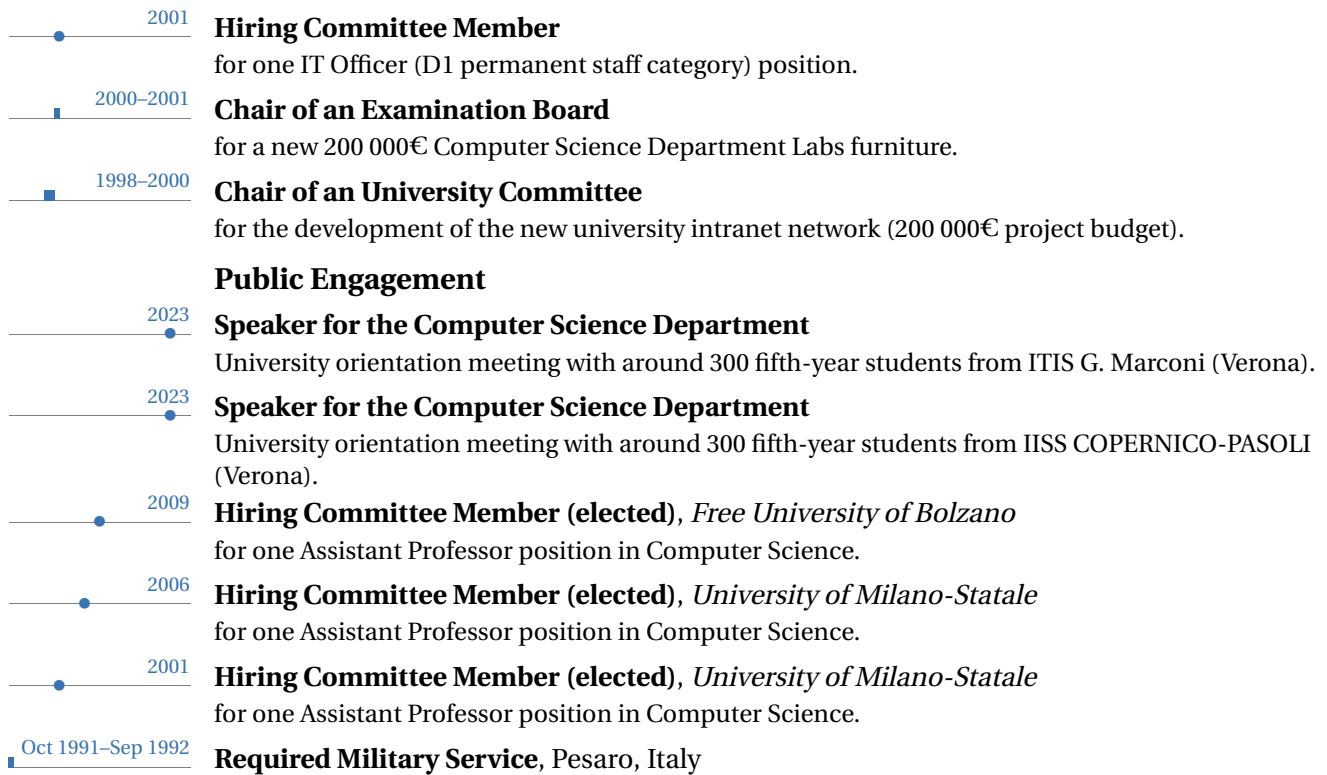 2001
Hiring Committee Member
for one IT Officer (D1 permanent staff category) position.
2000–2001
Chair of an Examination Board
for a new 200 000€ Computer Science Department Labs furniture.
1998–2000
Chair of an University Committee
for the development of the new university intranet network (200 000€ project budget).
Public Engagement
2023
Speaker for the Computer Science Department
University orientation meeting with around 300 fifth-year students from ITIS G. Marconi (Verona).
2023
Speaker for the Computer Science Department
University orientation meeting with around 300 fifth-year students from IISS COPERNICO-PASOLI
(Verona).
2009
Hiring Committee Member (elected), Free University of Bolzano
for one Assistant Professor position in Computer Science.
2006
Hiring Committee Member (elected), University of Milano-Statale
for one Assistant Professor position in Computer Science.
2001
Hiring Committee Member (elected), University of Milano-Statale
for one Assistant Professor position in Computer Science.
Oct 1991–Sep 1992
Required Military Service, Pesaro, Italy